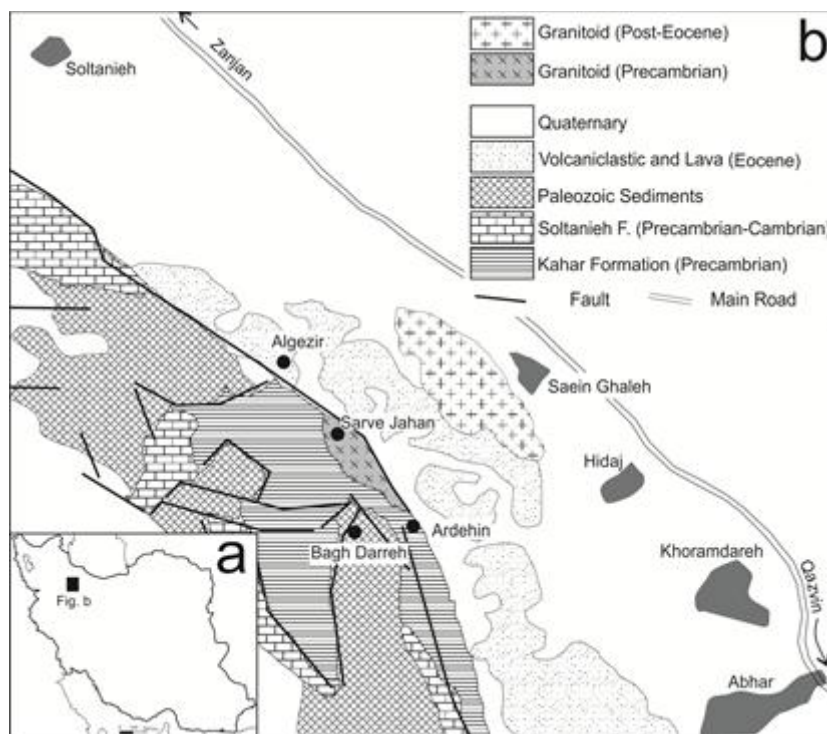 Zanjan
Soltanieh
b
Granitoid (Post-Eocene)
Granitoid (Precambrian)
Quaternary
Volcaniclastic and Lava (Eocene)
Paleozoic Sediments
Soltanieh F. (Precambrian-Cambrian)
Kahar Formation (Precambrian)
Fault
Main Road
Algezir
Saein Ghaleh
Sarve Jahan
Hidaj
Ardehin
Bagh Darreh
Khoramdareh
Qazvin
Abhar
a
Fig. b